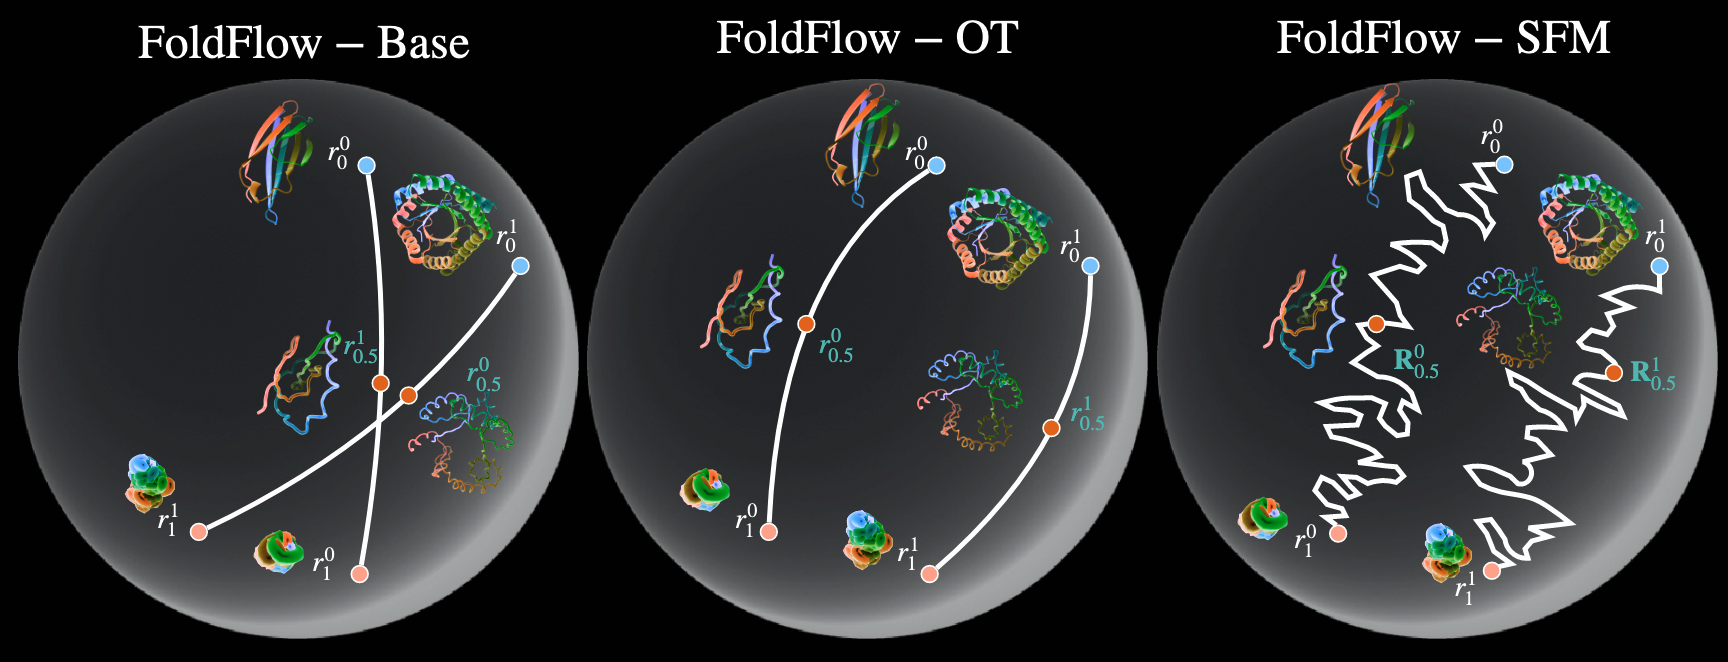 FoldFlow – Base
r_0^0
r_0^1
r_{0.5}^1
r_{0.5}^0
r_1^1
r_1^0
FoldFlow – OT
r_0^0
r_0^1
r_{0.5}^0
r_{0.5}^1
r_1^0
r_1^1
FoldFlow – SFM
r_0^0
r_0^1
R_{0.5}^0
R_{0.5}^1
r_1^0
r_1^1